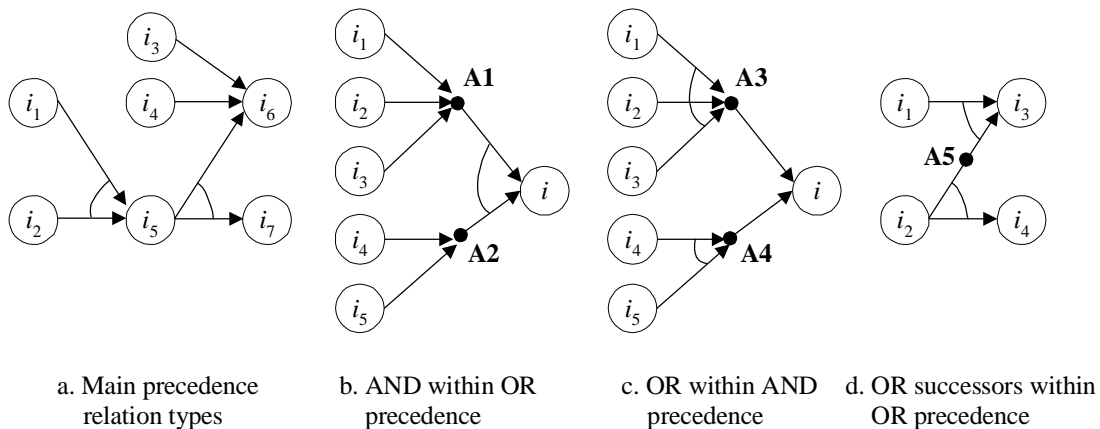 i₁
i₂
i₃
i₄
i₅
i₆
i₇
a. Main precedence
relation types
i₁
i₂
i₃
i₄
i₅
A1
A2
i
b. AND within OR
precedence
i₁
i₂
i₃
i₄
i₅
A3
A4
i
c. OR within AND
precedence
i₁
i₃
A5
i₂
i₄
d. OR successors within
OR precedence